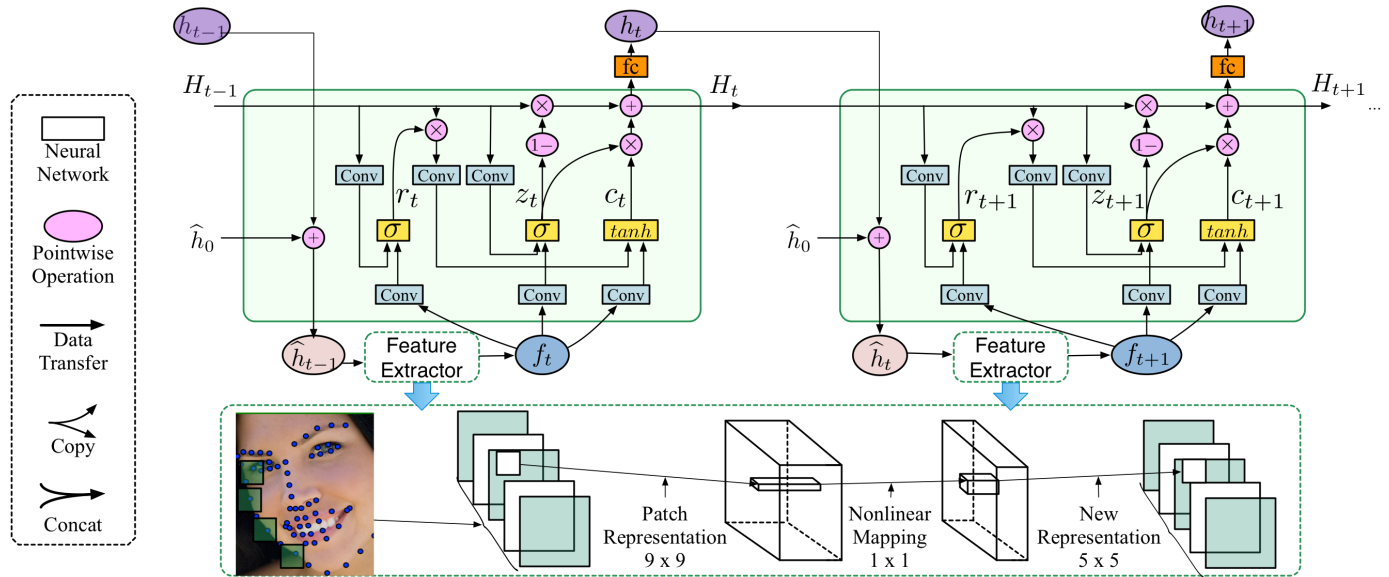 h_{t−1}
h_t
h_{t+1}
fc
fc
H_{t−1}
H_t
H_{t+1}
...
× × +
× × +
× 1− ×
× 1− ×
Conv Conv Conv
Conv Conv Conv
r_t z_t c_t
r_{t+1} z_{t+1} c_{t+1}
ĥ_0 + σ σ tanh
ĥ_0 + σ σ tanh
Conv Conv Conv
Conv Conv Conv
ĥ_{t−1}
Feature
Extractor
f_t
ĥ_t
Feature
Extractor
f_{t+1}
Neural
Network
Pointwise
Operation
Data
Transfer
Copy
Concat
Patch
Representation
9 x 9
Nonlinear
Mapping
1 x 1
New
Representation
5 x 5